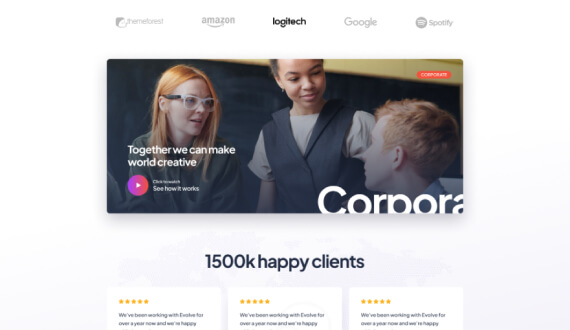 themeforest
amazon
logitech
Google
Spotify
CORPORATE
Together we can make
world creative
Click to watch
See how it works
Corpora
1500k happy clients
We've been working with Evolve for
over a year now and we're happy
We've been working with Evolve for
over a year now and we're happy
We've been working with Evolve for
over a year now and we're happy